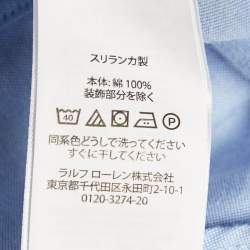 スリランカ製
本体: 綿 100%
装飾部分を除く
40 P
同系色どうしで洗ってください
すぐに干してください
ラルフ ローレン株式会社
東京都千代田区永田町2-10-1
0120-3274-20